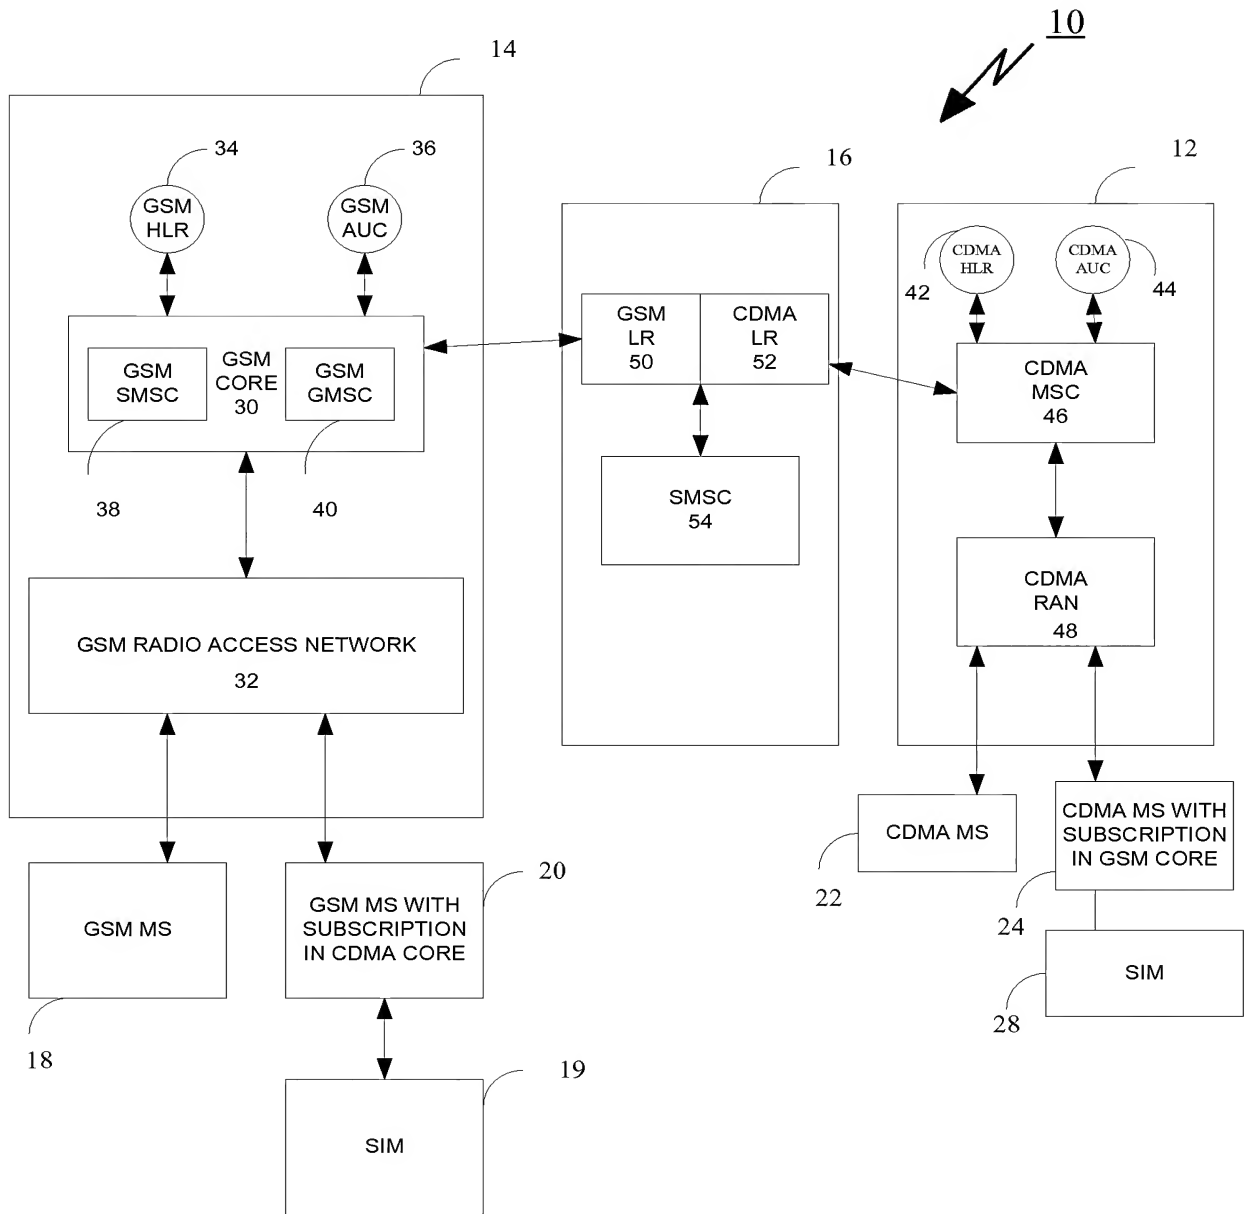 10
14
34
36
16
12
GSM
HLR
GSM
AUC
CDMA
HLR
CDMA
AUC
42
44
GSM
SMSC
GSM
CORE
30
GSM
GMSC
38
40
GSM
LR
50
CDMA
LR
52
CDMA
MSC
46
SMSC
54
CDMA
RAN
48
GSM RADIO ACCESS NETWORK
32
CDMA MS
22
CDMA MS WITH
SUBSCRIPTION
IN GSM CORE
24
GSM MS
18
GSM MS WITH
SUBSCRIPTION
IN CDMA CORE
20
SIM
28
SIM
19